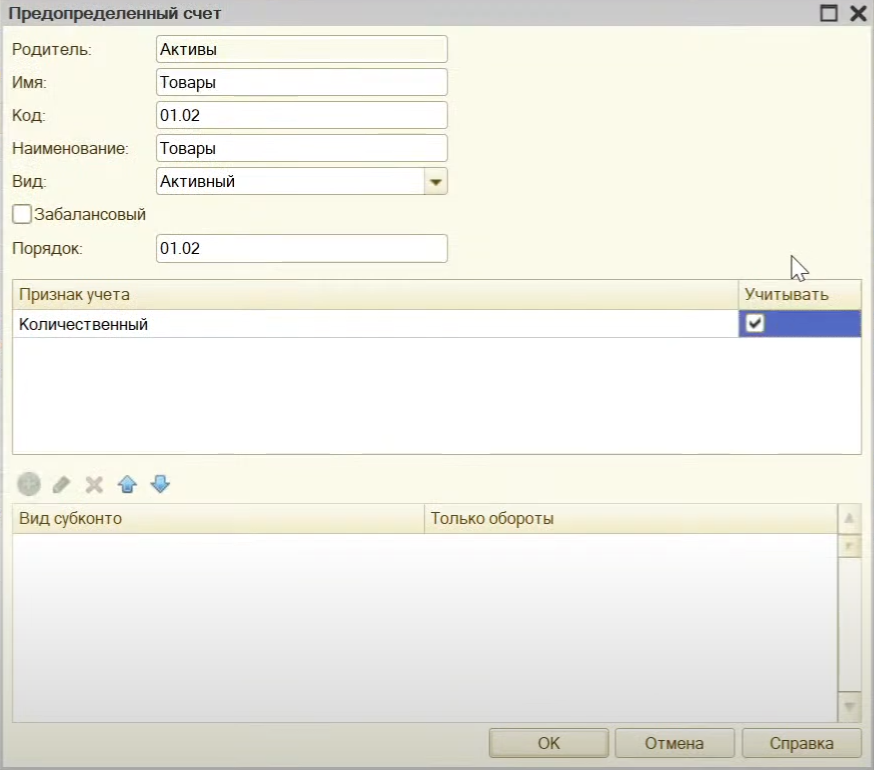 Предопределенный счет
Родитель: Активы
Имя: Товары
Код: 01.02
Наименование: Товары
Вид: Активный
Забалансовый
Порядок: 01.02
Признак учета Учитывать
Количественный
Вид субконто Только обороты
OK Отмена Справка